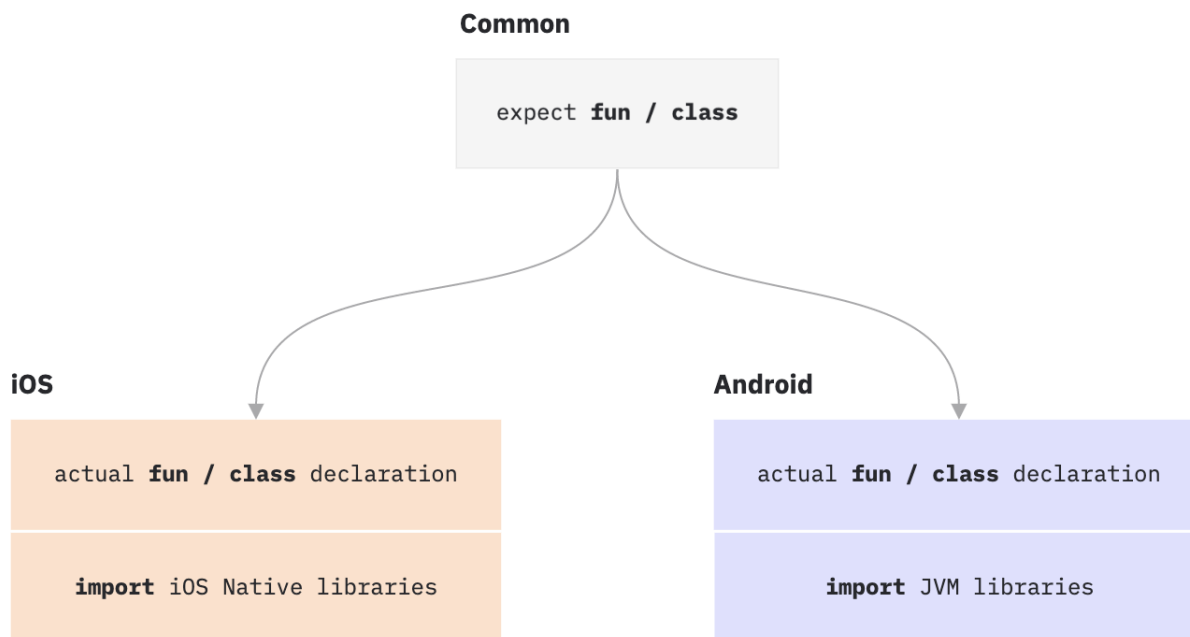 Common
expect fun / class
iOS
Android
actual fun / class declaration
actual fun / class declaration
import iOS Native libraries
import JVM libraries